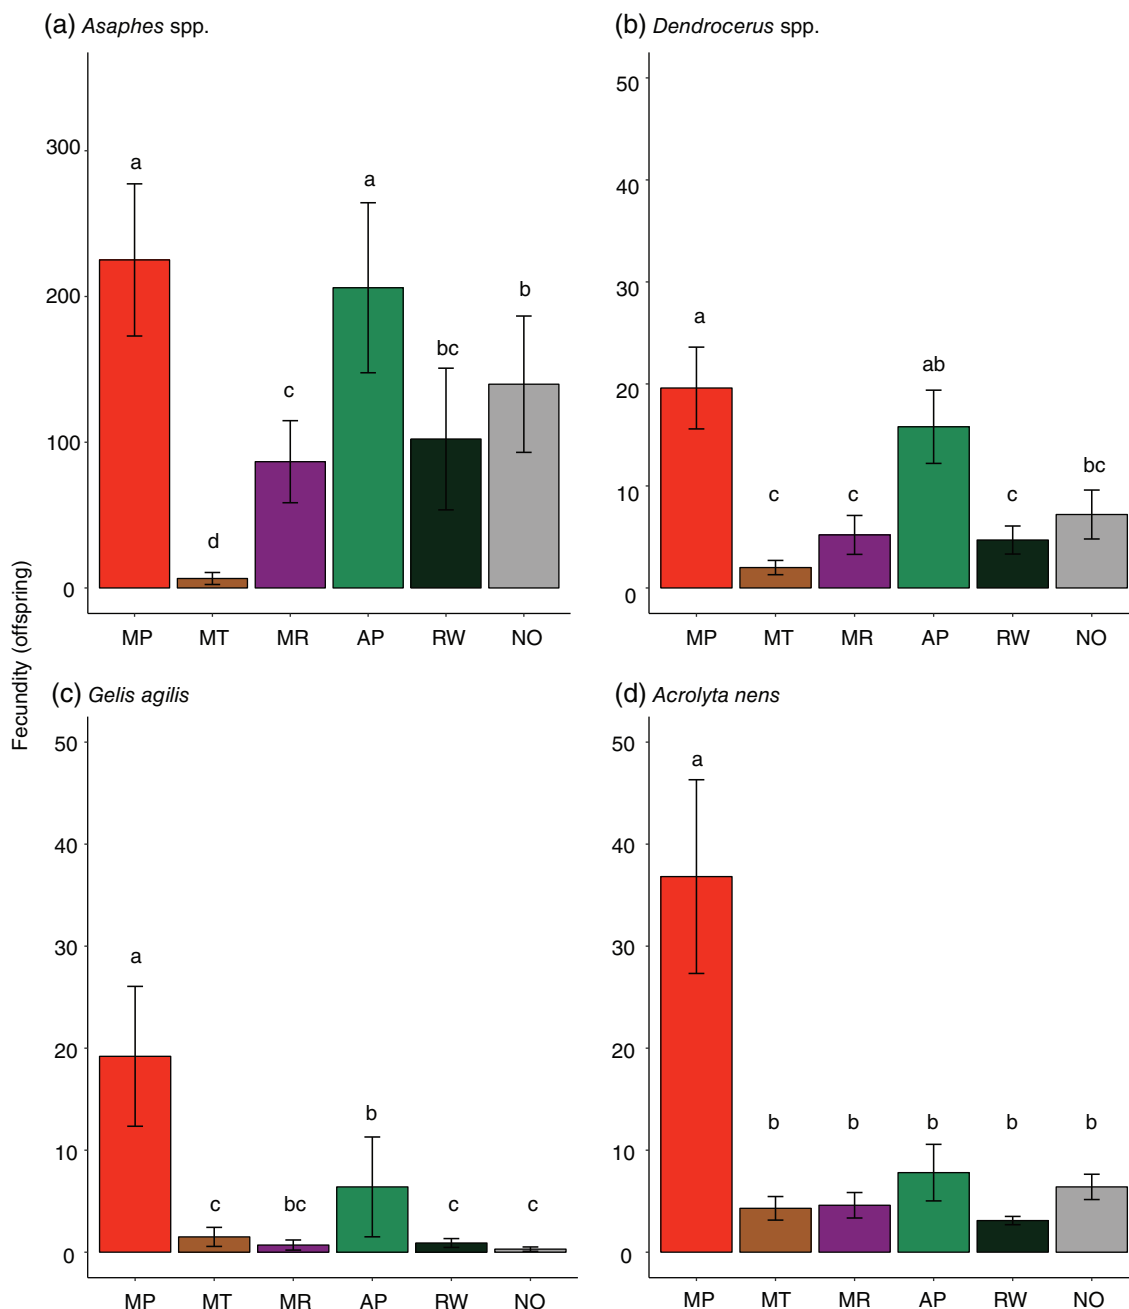 (a) Asaphes spp.
300
200
100
0
a
d
c
a
bc
b
MP MT MR AP RW NO
(b) Dendrocerus spp.
50
40
30
20
10
0
a
c
c
ab
c
bc
MP MT MR AP RW NO
Fecundity (offspring)
(c) Gelis agilis
50
40
30
20
10
0
a
c
bc
b
c
c
MP MT MR AP RW NO
(d) Acrolyta nens
50
40
30
20
10
0
a
b
b
b
b
b
MP MT MR AP RW NO